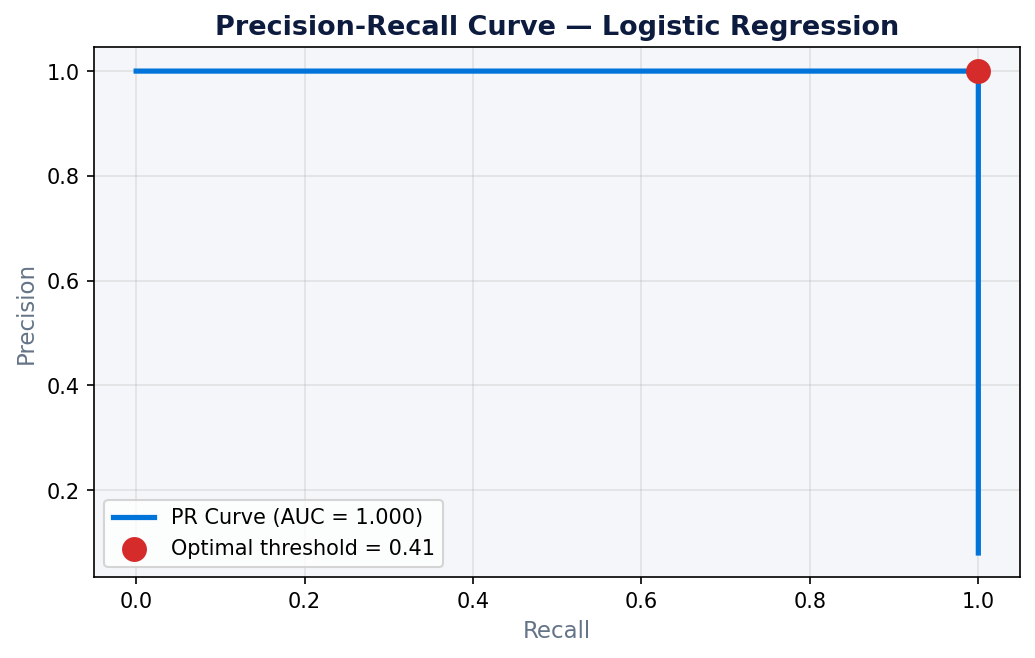 Precision-Recall Curve — Logistic Regression
1.0
0.8
0.6
0.4
0.2
Precision
PR Curve (AUC = 1.000)
Optimal threshold = 0.41
0.0 0.2 0.4 0.6 0.8 1.0
Recall